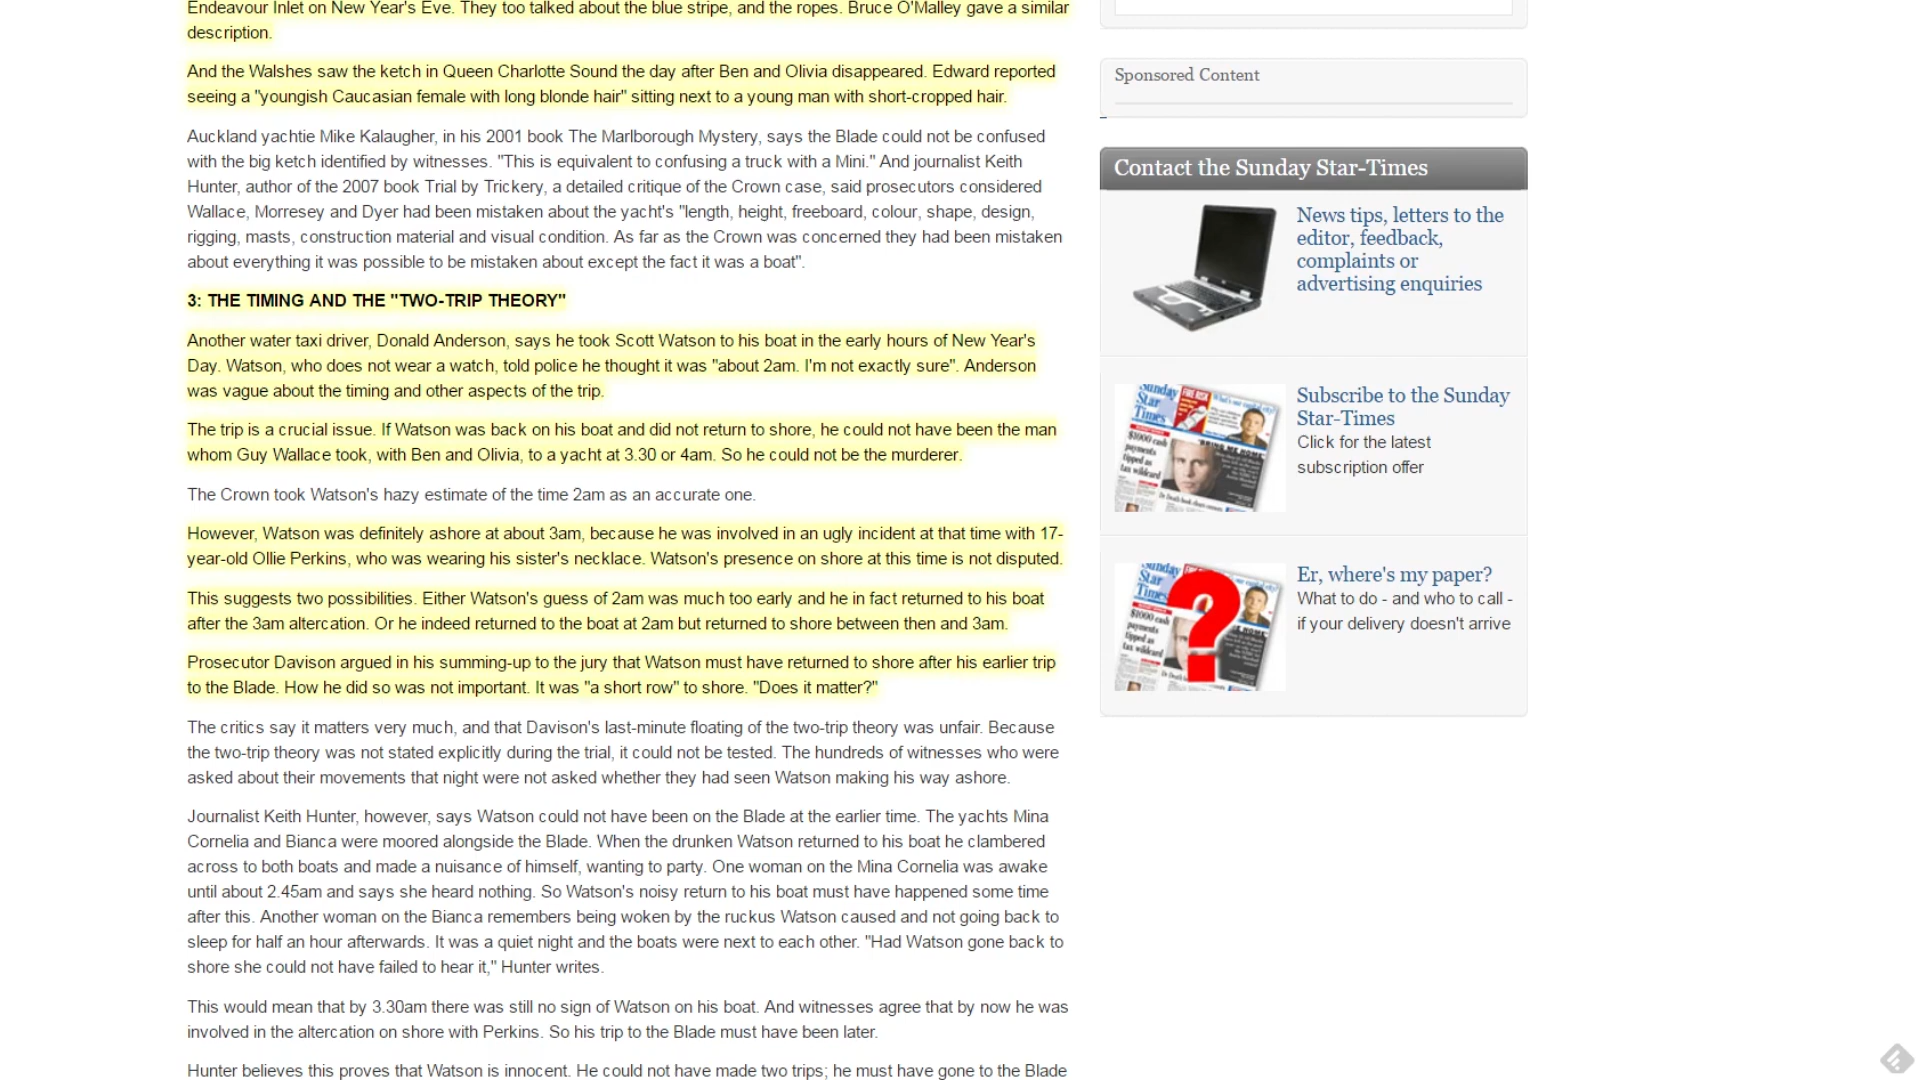 Endeavour Inlet on New Year's Eve. They too talked about the blue stripe, and the ropes. Bruce O'Malley gave a similar
description.
And the Walshes saw the ketch in Queen Charlotte Sound the day after Ben and Olivia disappeared. Edward reported
seeing a "youngish Caucasian female with long blonde hair" sitting next to a young man with short-cropped hair.
Auckland yachtie Mike Kalaugher, in his 2001 book The Marlborough Mystery, says the Blade could not be confused
with the big ketch identified by witnesses. "This is equivalent to confusing a truck with a Mini." And journalist Keith
Hunter, author of the 2007 book Trial by Trickery, a detailed critique of the Crown case, said prosecutors considered
Wallace, Morresey and Dyer had been mistaken about the yacht's "length, height, freeboard, colour, shape, design,
rigging, masts, construction material and visual condition. As far as the Crown was concerned they had been mistaken
about everything it was possible to be mistaken about except the fact it was a boat".
3: THE TIMING AND THE "TWO-TRIP THEORY"
Another water taxi driver, Donald Anderson, says he took Scott Watson to his boat in the early hours of New Year's
Day. Watson, who does not wear a watch, told police he thought it was "about 2am. I'm not exactly sure". Anderson
was vague about the timing and other aspects of the trip.
The trip is a crucial issue. If Watson was back on his boat and did not return to shore, he could not have been the man
whom Guy Wallace took, with Ben and Olivia, to a yacht at 3.30 or 4am. So he could not be the murderer.
The Crown took Watson's hazy estimate of the time 2am as an accurate one.
However, Watson was definitely ashore at about 3am, because he was involved in an ugly incident at that time with 17-
year-old Ollie Perkins, who was wearing his sister's necklace. Watson's presence on shore at this time is not disputed.
This suggests two possibilities. Either Watson's guess of 2am was much too early and he in fact returned to his boat
after the 3am altercation. Or he indeed returned to the boat at 2am but returned to shore between then and 3am.
Prosecutor Davison argued in his summing-up to the jury that Watson must have returned to shore after his earlier trip
to the Blade. How he did so was not important. It was "a short row" to shore. "Does it matter?"
The critics say it matters very much, and that Davison's last-minute floating of the two-trip theory was unfair. Because
the two-trip theory was not stated explicitly during the trial, it could not be tested. The hundreds of witnesses who were
asked about their movements that night were not asked whether they had seen Watson making his way ashore.
Journalist Keith Hunter, however, says Watson could not have been on the Blade at the earlier time. The yachts Mina
Cornelia and Bianca were moored alongside the Blade. When the drunken Watson returned to his boat he clambered
across to both boats and made a nuisance of himself, wanting to party. One woman on the Mina Cornelia was awake
until about 2.45am and says she heard nothing. So Watson's noisy return to his boat must have happened some time
after this. Another woman on the Bianca remembers being woken by the ruckus Watson caused and not going back to
sleep for half an hour afterwards. It was a quiet night and the boats were next to each other. "Had Watson gone back to
shore she could not have failed to hear it," Hunter writes.
This would mean that by 3.30am there was still no sign of Watson on his boat. And witnesses agree that by now he was
involved in the altercation on shore with Perkins. So his trip to the Blade must have been later.
Hunter believes this proves that Watson is innocent. He could not have made two trips; he must have gone to the Blade
Sponsored Content
Contact the Sunday Star-Times
News tips, letters to the
editor, feedback,
complaints or
advertising enquiries
Sunday
Star
Times
Subscribe to the Sunday
Star-Times
Click for the latest
subscription offer
Sunday
Star
Times
?
Er, where's my paper?
What to do - and who to call -
if your delivery doesn't arrive